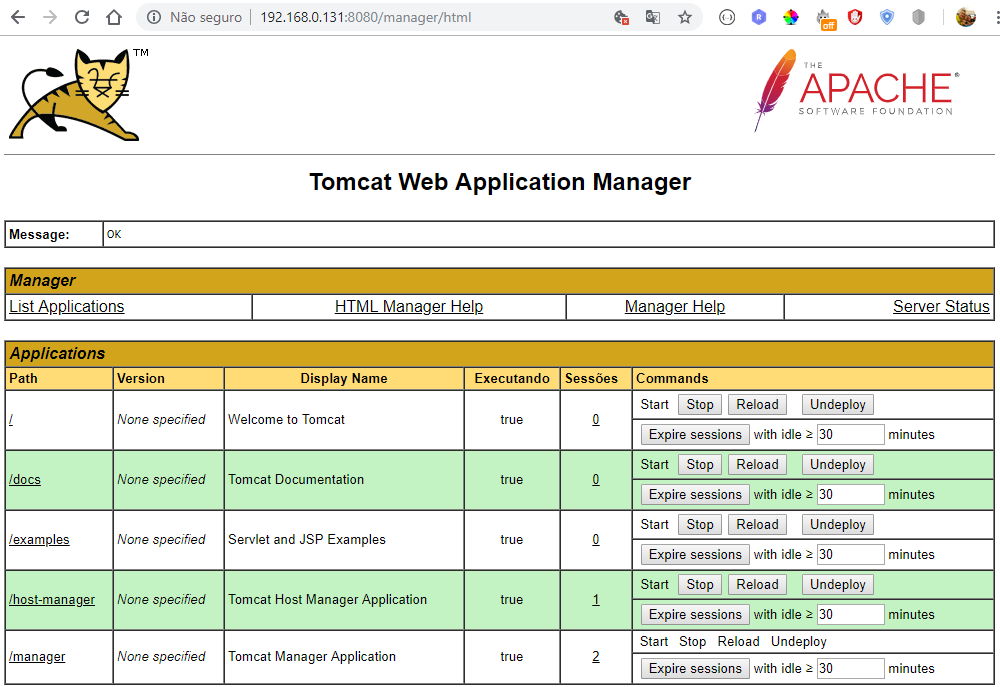 Não seguro 192.168.0.131:8080/manager/html
off
TM
THE
APACHE®
SOFTWARE FOUNDATION
Tomcat Web Application Manager
Message: OK
Manager
List Applications HTML Manager Help Manager Help Server Status
Applications
Path Version Display Name Executando Sessões Commands
/ None specified Welcome to Tomcat true 0 Start Stop Reload Undeploy
Expire sessions with idle ≥ 30 minutes
/docs None specified Tomcat Documentation true 0 Start Stop Reload Undeploy
Expire sessions with idle ≥ 30 minutes
/examples None specified Servlet and JSP Examples true 0 Start Stop Reload Undeploy
Expire sessions with idle ≥ 30 minutes
/host-manager None specified Tomcat Host Manager Application true 1 Start Stop Reload Undeploy
Expire sessions with idle ≥ 30 minutes
/manager None specified Tomcat Manager Application true 2 Start Stop Reload Undeploy
Expire sessions with idle ≥ 30 minutes